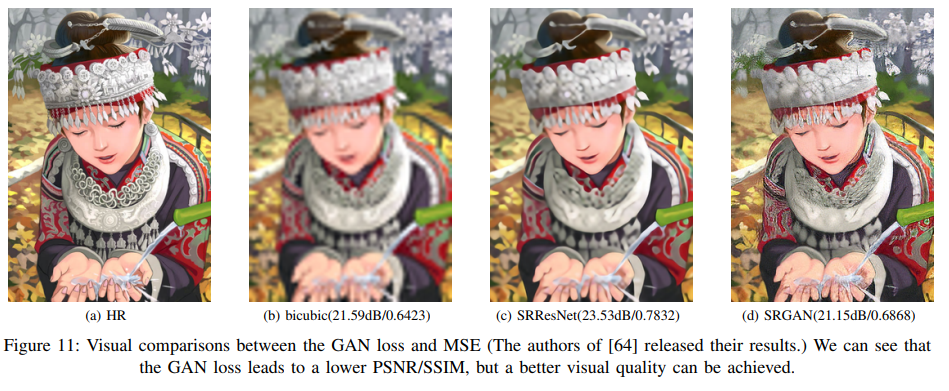 (a) HR
(b) bicubic(21.59dB/0.6423)
(c) SRResNet(23.53dB/0.7832)
(d) SRGAN(21.15dB/0.6868)
Figure 11: Visual comparisons between the GAN loss and MSE (The authors of [64] released their results.) We can see that
the GAN loss leads to a lower PSNR/SSIM, but a better visual quality can be achieved.